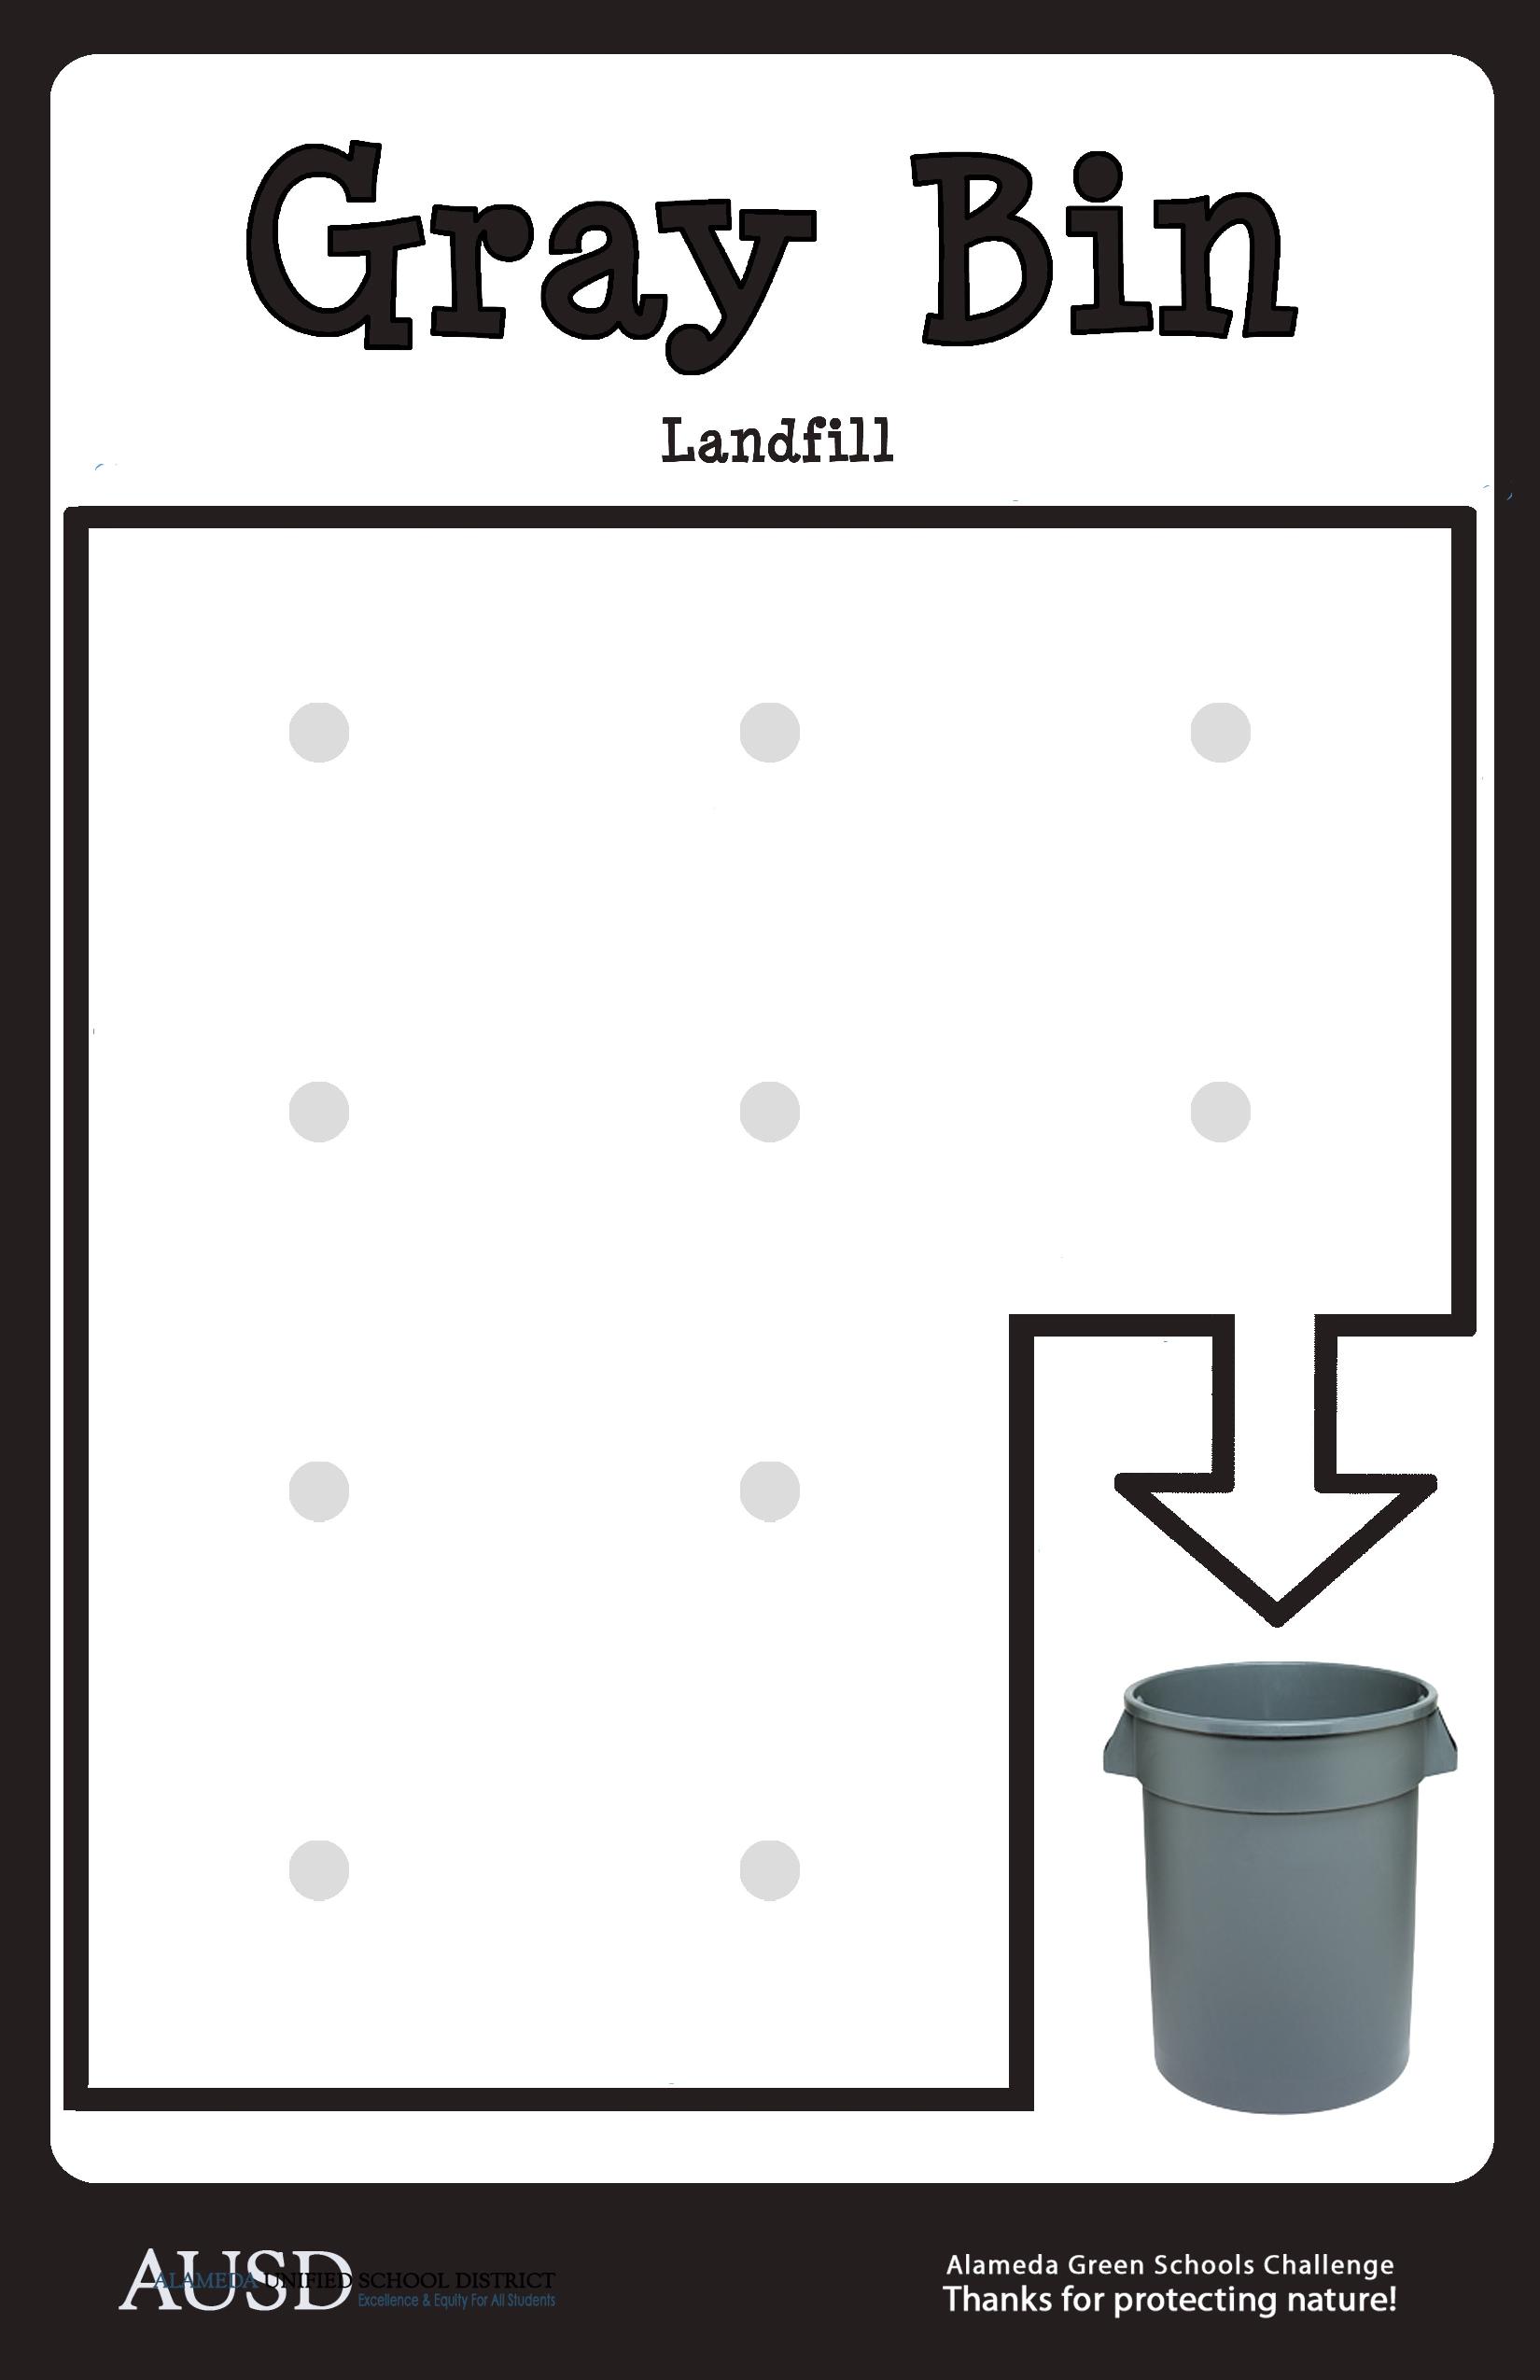 Gray Bin
Landfill
AUSD
ALAMEDA UNIFIED SCHOOL DISTRICT
Excellence & Equity For All Students
Alameda Green Schools Challenge
Thanks for protecting nature!